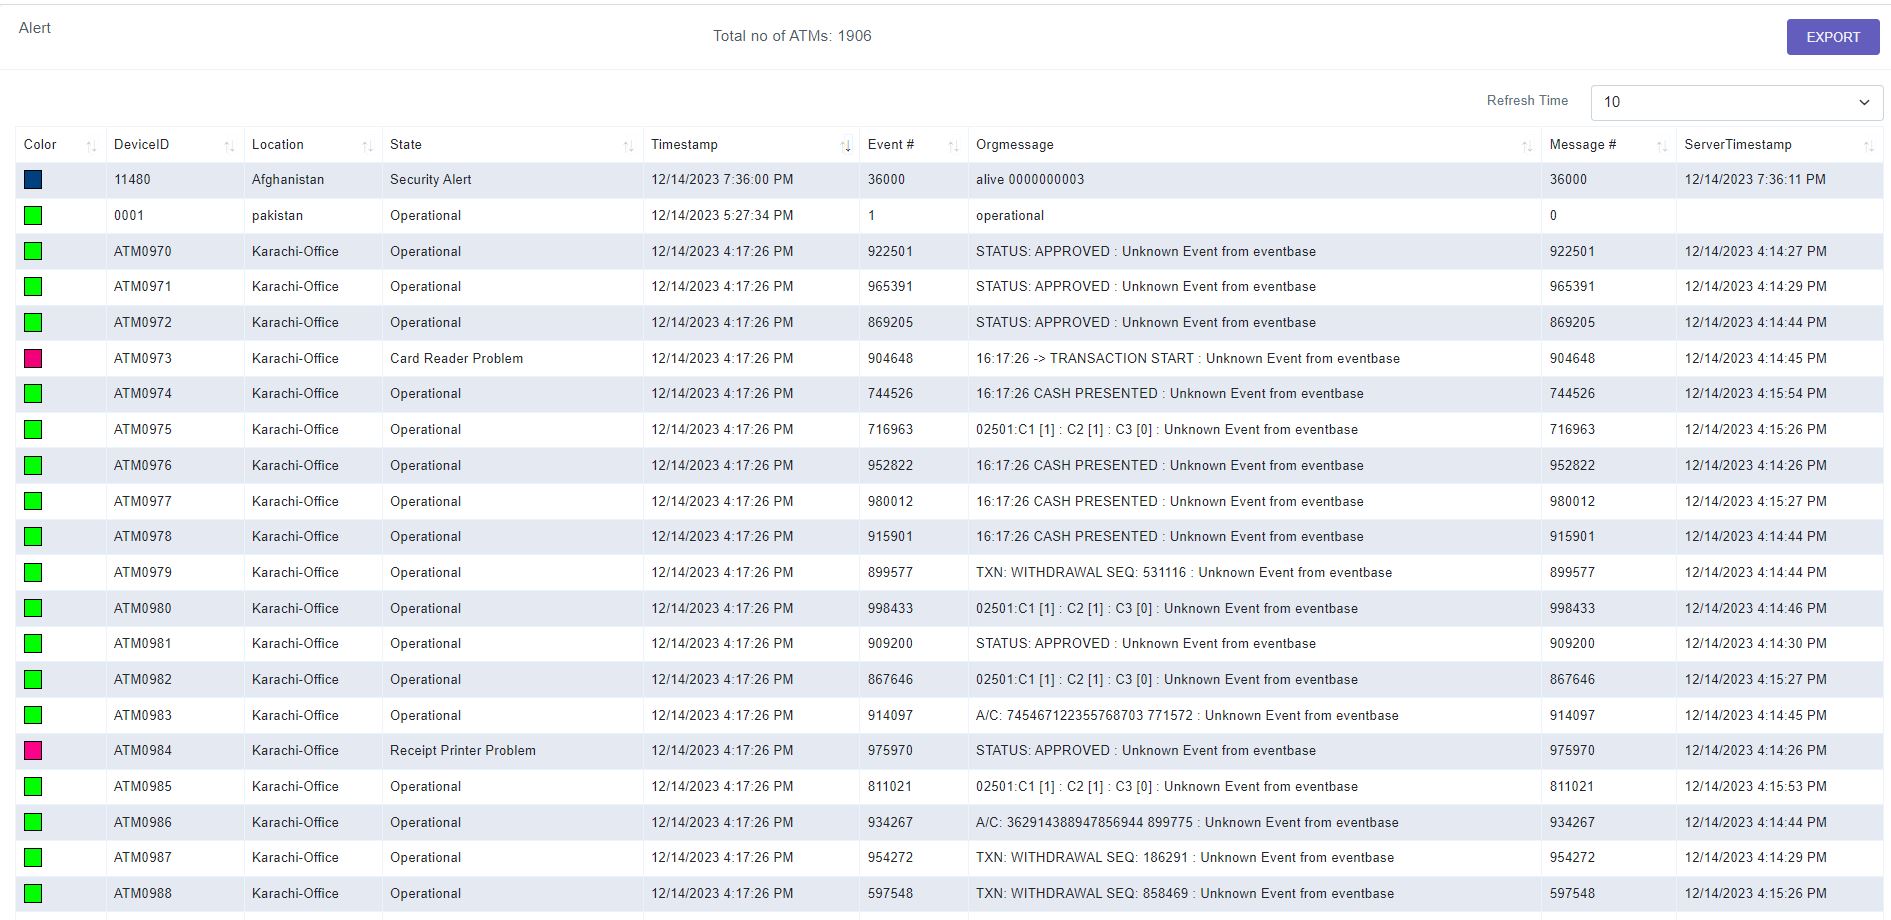 Alert
Total no of ATMs: 1906
EXPORT
Refresh Time 10
Color DeviceID Location State Timestamp Event # Orgmessage Message # ServerTimestamp
11480 Afghanistan Security Alert 12/14/2023 7:36:00 PM 36000 alive 0000000003 36000 12/14/2023 7:36:11 PM
0001 pakistan Operational 12/14/2023 5:27:34 PM 1 operational 0
ATM0970 Karachi-Office Operational 12/14/2023 4:17:26 PM 922501 STATUS: APPROVED : Unknown Event from eventbase 922501 12/14/2023 4:14:27 PM
ATM0971 Karachi-Office Operational 12/14/2023 4:17:26 PM 965391 STATUS: APPROVED : Unknown Event from eventbase 965391 12/14/2023 4:14:29 PM
ATM0972 Karachi-Office Operational 12/14/2023 4:17:26 PM 869205 STATUS: APPROVED : Unknown Event from eventbase 869205 12/14/2023 4:14:44 PM
ATM0973 Karachi-Office Card Reader Problem 12/14/2023 4:17:26 PM 904648 16:17:26 -> TRANSACTION START : Unknown Event from eventbase 904648 12/14/2023 4:14:45 PM
ATM0974 Karachi-Office Operational 12/14/2023 4:17:26 PM 744526 16:17:26 CASH PRESENTED : Unknown Event from eventbase 744526 12/14/2023 4:15:54 PM
ATM0975 Karachi-Office Operational 12/14/2023 4:17:26 PM 716963 02501:C1 [1] : C2 [1] : C3 [0] : Unknown Event from eventbase 716963 12/14/2023 4:15:26 PM
ATM0976 Karachi-Office Operational 12/14/2023 4:17:26 PM 952822 16:17:26 CASH PRESENTED : Unknown Event from eventbase 952822 12/14/2023 4:14:26 PM
ATM0977 Karachi-Office Operational 12/14/2023 4:17:26 PM 980012 16:17:26 CASH PRESENTED : Unknown Event from eventbase 980012 12/14/2023 4:15:27 PM
ATM0978 Karachi-Office Operational 12/14/2023 4:17:26 PM 915901 16:17:26 CASH PRESENTED : Unknown Event from eventbase 915901 12/14/2023 4:14:44 PM
ATM0979 Karachi-Office Operational 12/14/2023 4:17:26 PM 899577 TXN: WITHDRAWAL SEQ: 531116 : Unknown Event from eventbase 899577 12/14/2023 4:14:44 PM
ATM0980 Karachi-Office Operational 12/14/2023 4:17:26 PM 998433 02501:C1 [1] : C2 [1] : C3 [0] : Unknown Event from eventbase 998433 12/14/2023 4:14:46 PM
ATM0981 Karachi-Office Operational 12/14/2023 4:17:26 PM 909200 STATUS: APPROVED : Unknown Event from eventbase 909200 12/14/2023 4:14:30 PM
ATM0982 Karachi-Office Operational 12/14/2023 4:17:26 PM 867646 02501:C1 [1] : C2 [1] : C3 [0] : Unknown Event from eventbase 867646 12/14/2023 4:15:27 PM
ATM0983 Karachi-Office Operational 12/14/2023 4:17:26 PM 914097 A/C: 745467122355768703 771572 : Unknown Event from eventbase 914097 12/14/2023 4:14:45 PM
ATM0984 Karachi-Office Receipt Printer Problem 12/14/2023 4:17:26 PM 975970 STATUS: APPROVED : Unknown Event from eventbase 975970 12/14/2023 4:14:26 PM
ATM0985 Karachi-Office Operational 12/14/2023 4:17:26 PM 811021 02501:C1 [1] : C2 [1] : C3 [0] : Unknown Event from eventbase 811021 12/14/2023 4:15:53 PM
ATM0986 Karachi-Office Operational 12/14/2023 4:17:26 PM 934267 A/C: 362914388947856944 899775 : Unknown Event from eventbase 934267 12/14/2023 4:14:44 PM
ATM0987 Karachi-Office Operational 12/14/2023 4:17:26 PM 954272 TXN: WITHDRAWAL SEQ: 186291 : Unknown Event from eventbase 954272 12/14/2023 4:14:29 PM
ATM0988 Karachi-Office Operational 12/14/2023 4:17:26 PM 597548 TXN: WITHDRAWAL SEQ: 858469 : Unknown Event from eventbase 597548 12/14/2023 4:15:26 PM